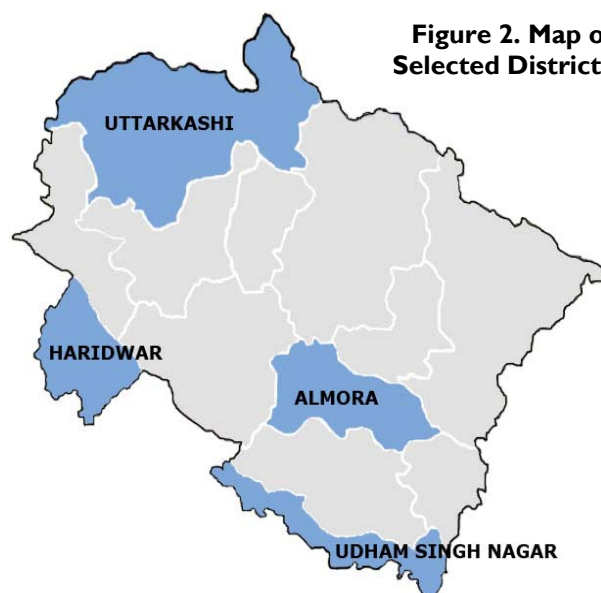 Figure 2. Map o
Selected District
UTTARKASHI
HARIDWAR
ALMORA
UDHAM SINGH NAGAR